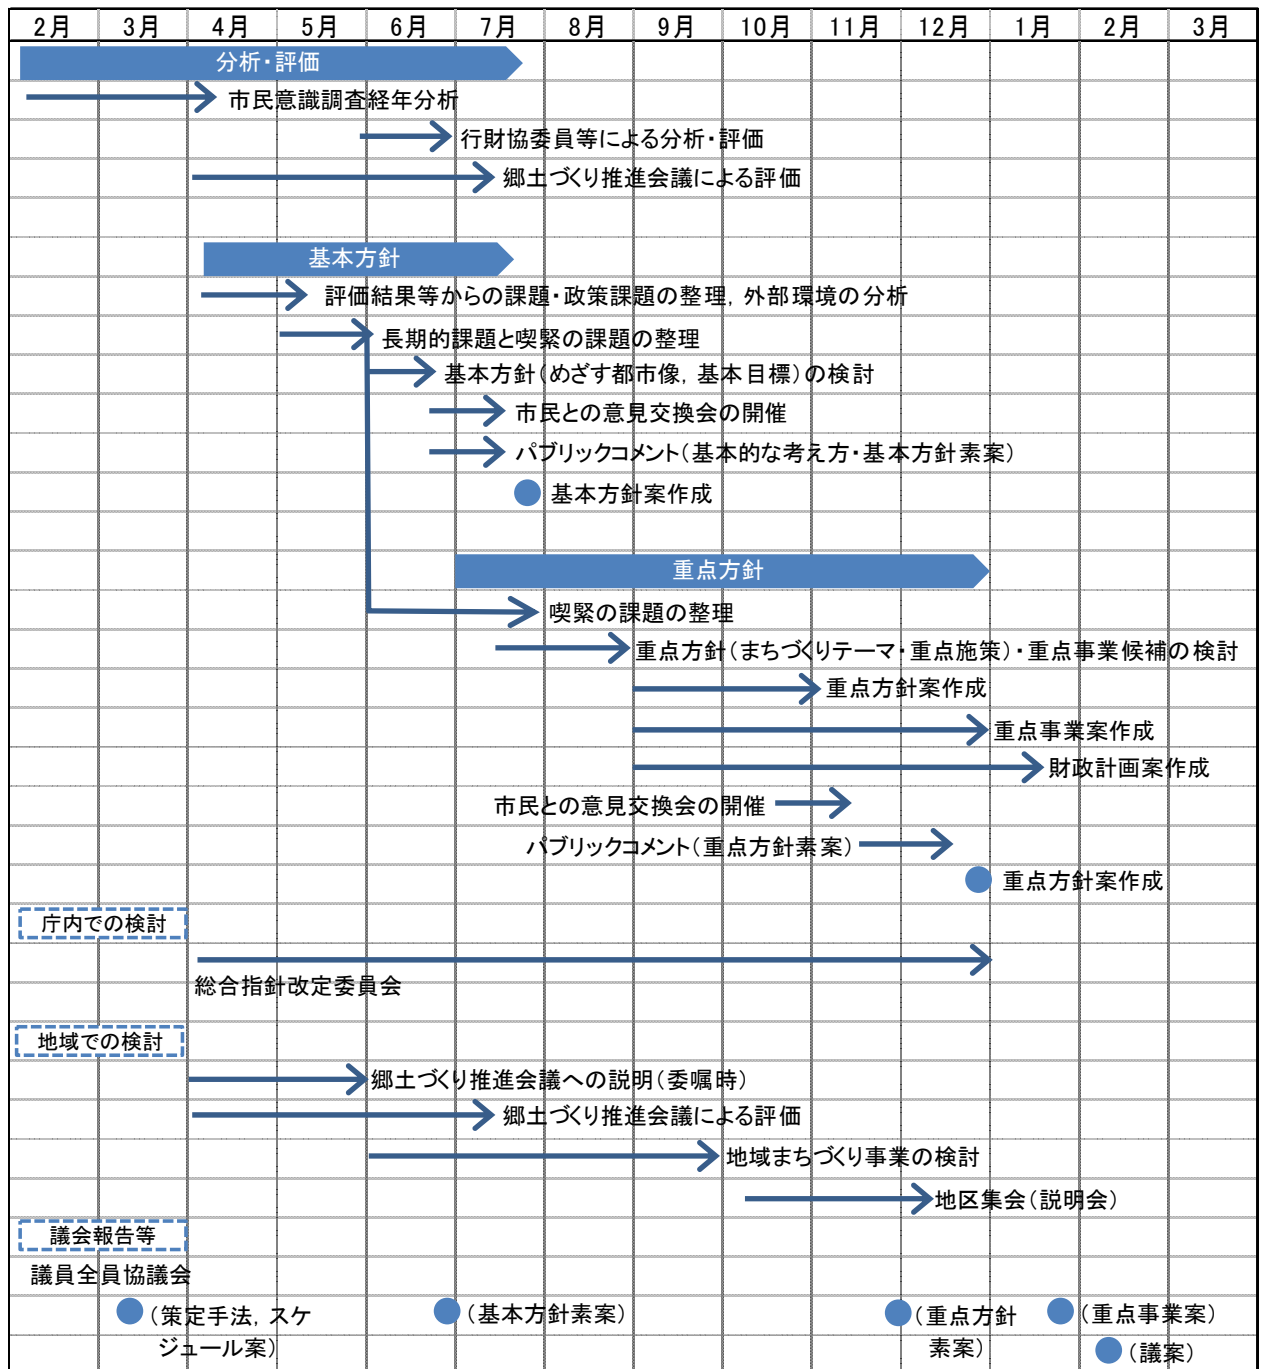 2月 3月 4月 5月 6月 7月 8月 9月 10月 11月 12月 1月 2月 3月
分析・評価
市民意識調査経年分析
行財協委員等による分析・評価
郷土づくり推進会議による評価
基本方針
評価結果等からの課題・政策課題の整理，外部環境の分析
長期的課題と喫緊の課題の整理
基本方針（めざす都市像，基本目標）の検討
市民との意見交換会の開催
パブリックコメント（基本的な考え方・基本方針素案）
基本方針案作成
重点方針
喫緊の課題の整理
重点方針（まちづくりテーマ・重点施策）・重点事業候補の検討
重点方針案作成
重点事業案作成
財政計画案作成
市民との意見交換会の開催
パブリックコメント（重点方針素案）
重点方針案作成
庁内での検討
総合指針改定委員会
地域での検討
郷土づくり推進会議への説明（委嘱時）
郷土づくり推進会議による評価
地域まちづくり事業の検討
地区集会（説明会）
議会報告等
議員全員協議会
（策定手法，スケ
ジュール案）
（基本方針素案）
（重点方針
素案）
（重点事業案）
（議案）